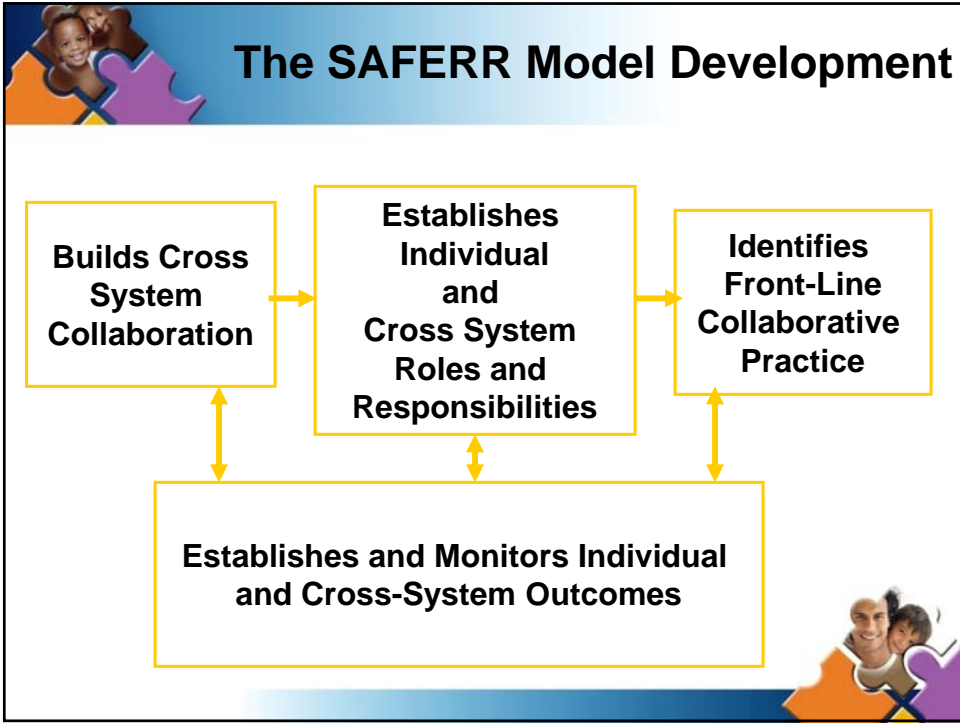 The SAFERR Model Development
Builds Cross
System
Collaboration
Establishes
Individual
and
Cross System
Roles and
Responsibilities
Identifies
Front-Line
Collaborative
Practice
Establishes and Monitors Individual
and Cross-System Outcomes